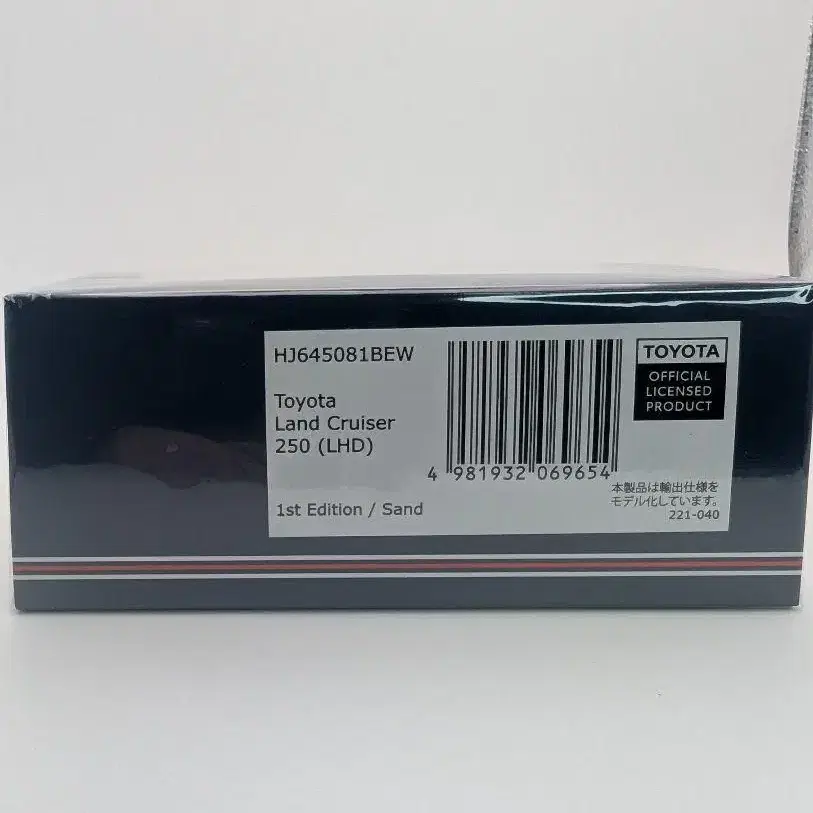 HJ645081BEW
Toyota
Land Cruiser
250 (LHD)
1st Edition / Sand
4 981932 069654
TOYOTA
OFFICIAL
LICENSED
PRODUCT
本製品は輸出仕様を
モデル化しています。
221-040